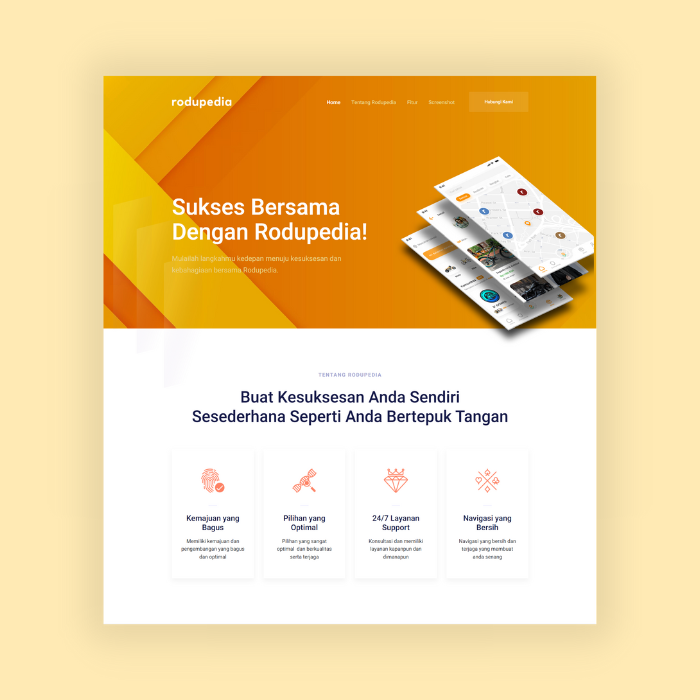 rodupedia
Home Tentang Rodupedia Fitur Screenshot Hubungi Kami
Sukses Bersama
Dengan Rodupedia!
Mulailah langkahmu kedepan menuju kesuksesan dan
kebahagiaan bersama Rodupedia.
TENTANG RODUPEDIA
Buat Kesuksesan Anda Sendiri
Sesederhana Seperti Anda Bertepuk Tangan
Kemajuan yang
Bagus
Memiliki kemajuan dan
pengembangan yang bagus
dan optimal
Pilihan yang
Optimal
Pilihan yang sangat
optimal dan berkualitas
serta terjaga
24/7 Layanan
Support
Konsultasi dan memiliki
layanan kapanpun dan
dimanapun
Navigasi yang
Bersih
Navigasi yang bersih dan
terjaga yang membuat
anda senang